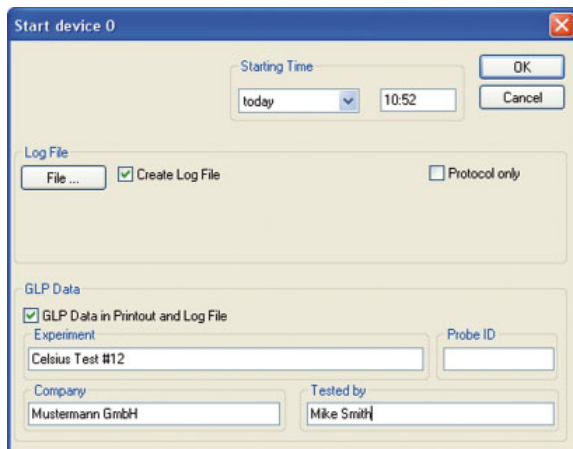 Start device 0
Starting Time
OK
today
10:52
Cancel
Log File
File ...
Create Log File
Protocol only
GLP Data
GLP Data in Printout and Log File
Experiment
Probe ID
Celsius Test #12
Company
Tested by
Mustermann GmbH
Mike Smith